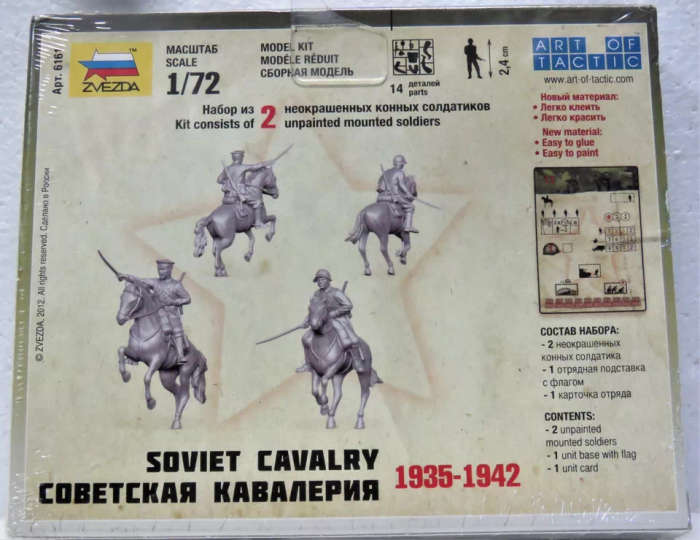 Арт. 6161
ZVEZDA
МАСШТАБ
SCALE
1/72
MODEL KIT
MODÈLE RÉDUIT
СБОРНАЯ МОДЕЛЬ
14 деталей
parts
2,4 cm
ART OF
TACTIC
www.art-of-tactic.com
Набор из 2 неокрашенных конных солдатиков
Kit consists of 2 unpainted mounted soldiers
Новый материал:
• Легко клеить
• Легко красить
New material:
• Easy to glue
• Easy to paint
© ZVEZDA, 2012. All rights reserved. Сделано в России
СОСТАВ НАБОРА:
- 2 неокрашенных
конных солдатика
- 1 отрядная подставка
с флагом
- 1 карточка отряда
CONTENTS:
- 2 unpainted
mounted soldiers
- 1 unit base with flag
- 1 unit card
SOVIET CAVALRY
СОВЕТСКАЯ КАВАЛЕРИЯ
1935-1942